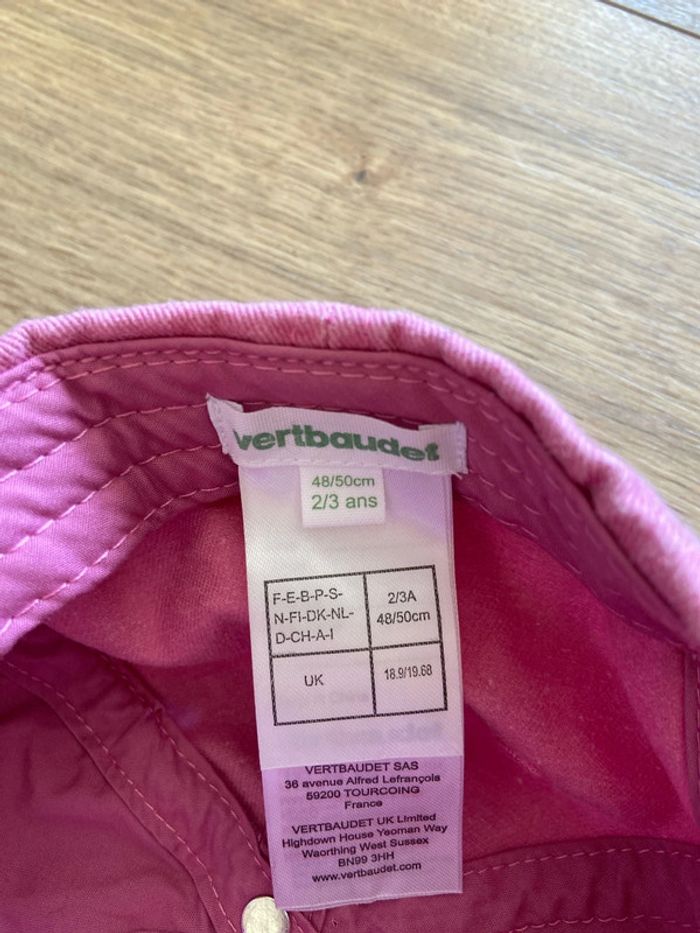 vertbaudet
48/50cm
2/3 ans
F-E-B-P-S-
N-FI-DK-NL-
D-CH-A-I
2/3A
48/50cm
UK
18.9/19.68
VERTBAUDET SAS
36 avenue Alfred Lefrançois
59200 TOURCOING
France
VERTBAUDET UK Limited
Highdown House Yeoman Way
Waorthing West Sussex
BN99 3HH
www.vertbaudet.com